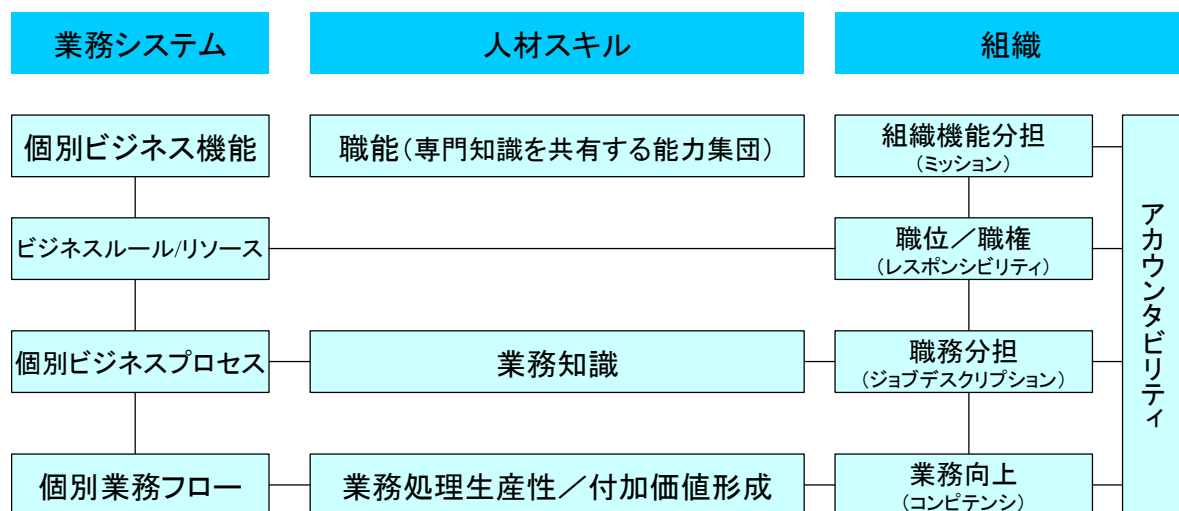 業務システム
人材スキル
組織
個別ビジネス機能
職能(専門知識を共有する能力集団)
組織機能分担
(ミッション)
ビジネスルール/リソース
職位／職権
(レスポンシビリティ)
個別ビジネスプロセス
業務知識
職務分担
(ジョブデスクリプション)
個別業務フロー
業務処理生産性／付加価値形成
業務向上
(コンピテンシ)
アカウンタビリティ